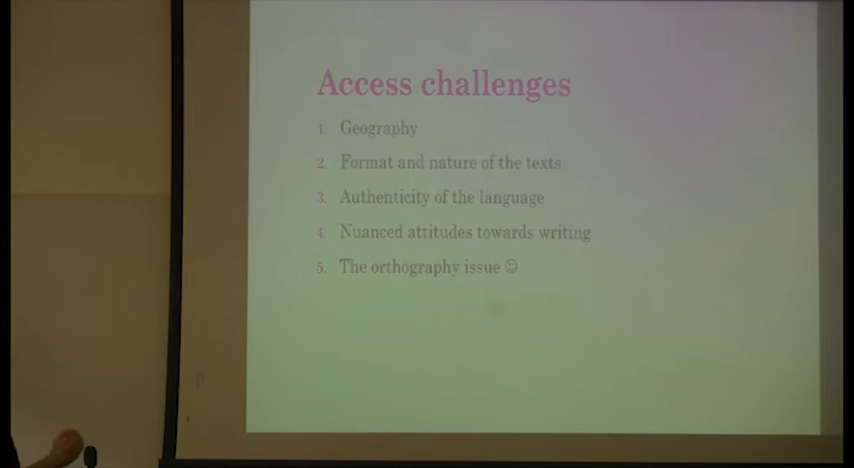 Access challenges
1. Geography
2. Format and nature of the texts
3. Authenticity of the language
4. Nuanced attitudes towards writing
5. The orthography issue ☺